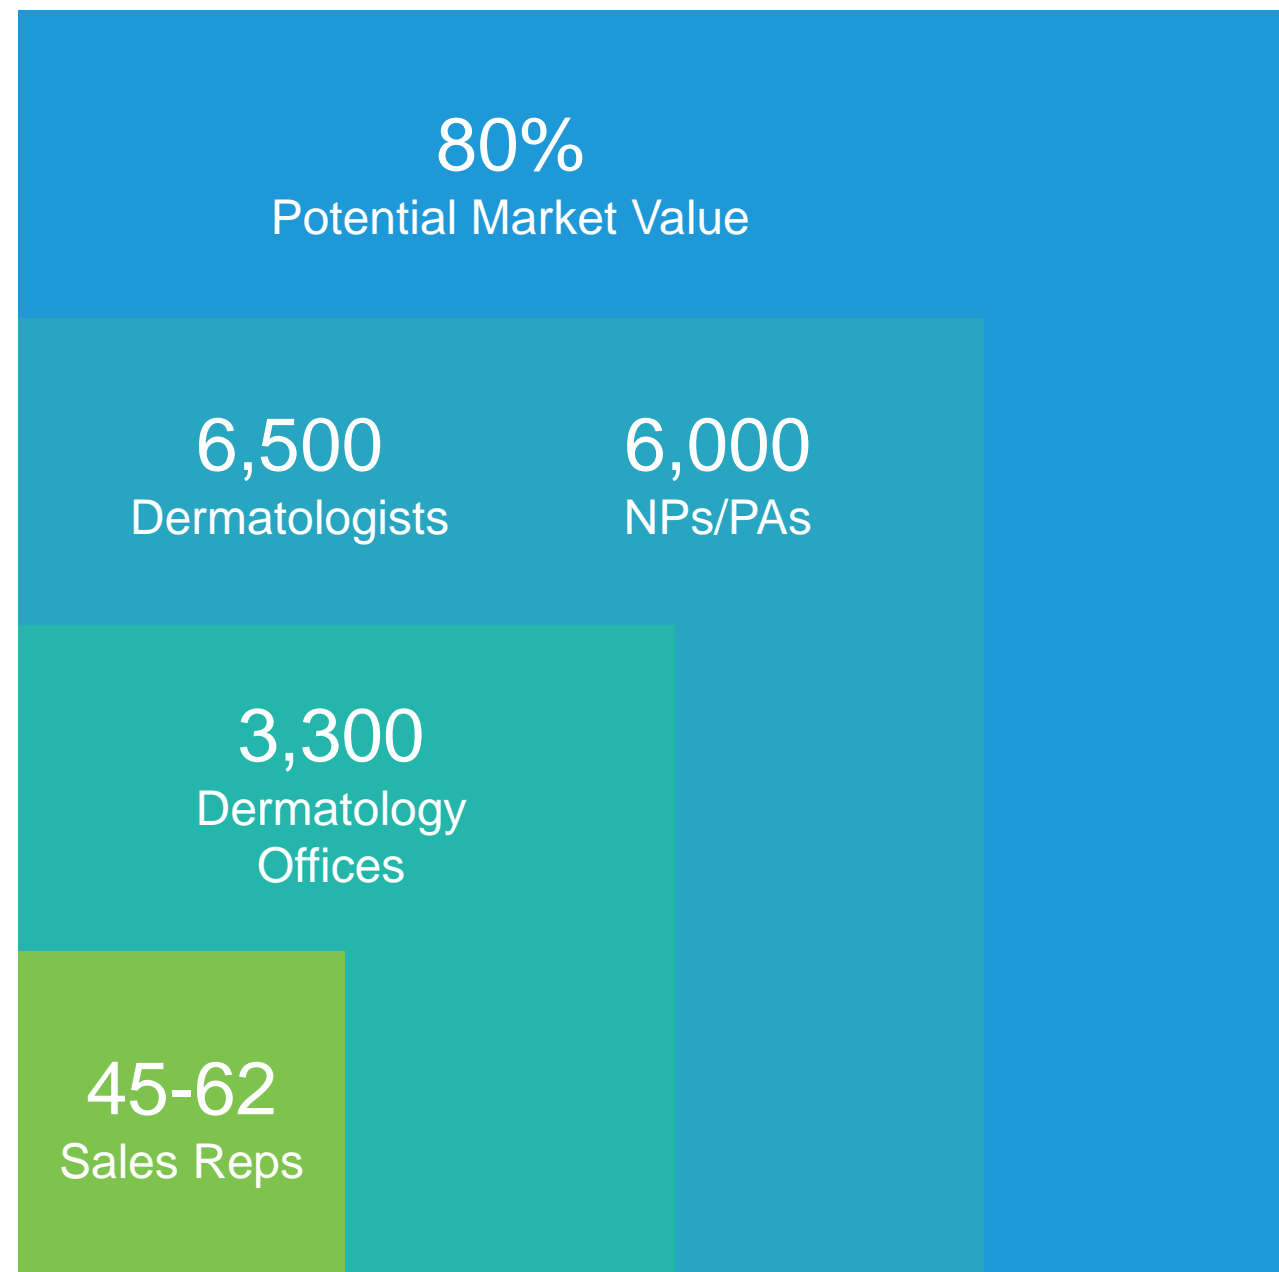 80%
Potential Market Value
6,500
Dermatologists
6,000
NPs/PAs
3,300
Dermatology
Offices
45-62
Sales Reps